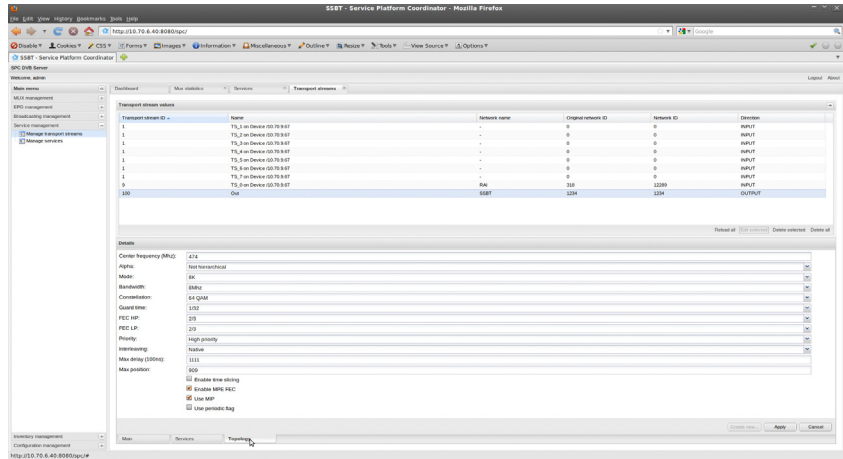 SSBT - Service Platform Coordinator - Mozilla Firefox
File Edit View History Bookmarks Tools Help
http://10.70.6.40:8080/spc/
Google
Disable Cookies CSS Forms Images Information Miscellaneous Outline Resize Tools View Source Options
SSBT - Service Platform Coordinator
SPC DVB Server
Welcome, admin Logout About
Main menu Dashboard Mux statistics Services Transport streams
MUX management
EPG management
Broadcasting management
Service management
Manage transport streams
Manage services
Transport stream values
Transport stream ID Name Network name Original network ID Network ID Direction
1 TS_1 on Device /10.70.9.67 - 0 0 INPUT
1 TS_2 on Device /10.70.9.67 - 0 0 INPUT
1 TS_3 on Device /10.70.9.67 - 0 0 INPUT
1 TS_4 on Device /10.70.9.67 - 0 0 INPUT
1 TS_5 on Device /10.70.9.67 - 0 0 INPUT
1 TS_6 on Device /10.70.9.67 - 0 0 INPUT
1 TS_7 on Device /10.70.9.67 - 0 0 INPUT
9 TS_0 on Device /10.70.9.67 RAI 318 12289 INPUT
100 Out SSBT 1234 1234 OUTPUT
Reload all Edit selected Delete selected Delete all
Details
Center frequency (Mhz): 474
Alpha: Not hierarchical
Mode: 8K
Bandwidth: 8Mhz
Constellation: 64 QAM
Guard time: 1/32
FEC HP: 2/3
FEC LP: 2/3
Priority: High priority
Interleaving: Native
Max delay (100ns): 1111
Max position: 909
Enable time slicing
Enable MPE FEC
Use MIP
Use periodic flag
Create new... Apply Cancel
Inventory management
Configuration management
Main Services Topology
http://10.70.6.40:8080/spc/#